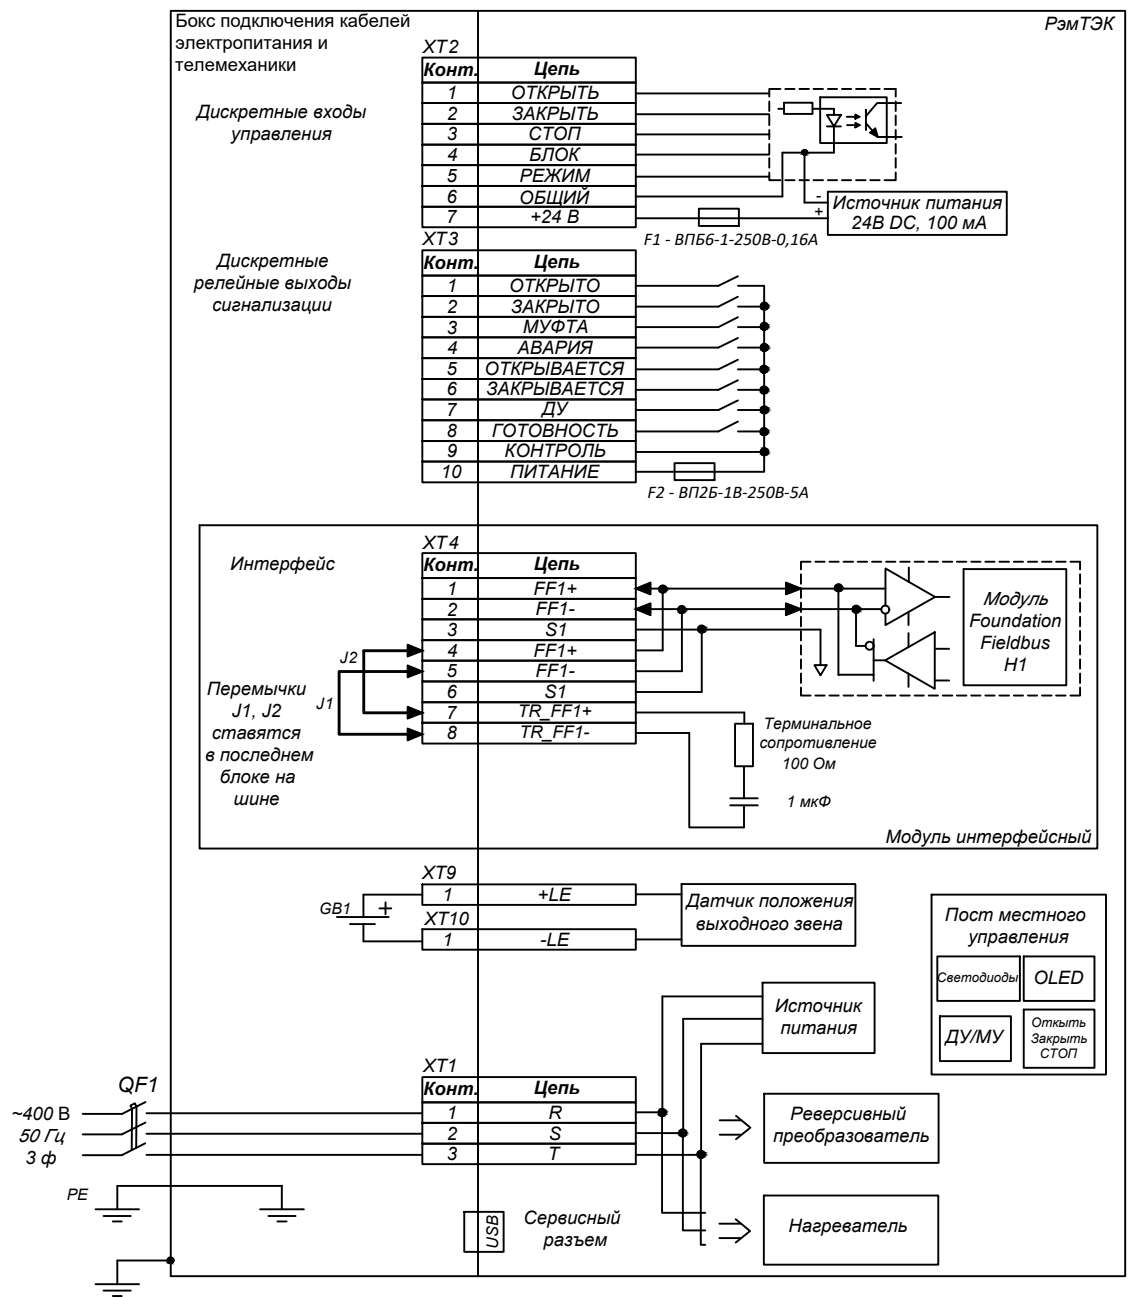 Бокс подключения кабелей
электропитания и
телемеханики
РэмТЭК
Дискретные входы
управления
XT2
Конт. Цепь
1 ОТКРЫТЬ
2 ЗАКРЫТЬ
3 СТОП
4 БЛОК
5 РЕЖИМ
6 ОБЩИЙ
7 +24 В
-
+
Источник питания
24В DC, 100 мА
F1 - ВПБ6-1-250В-0,16А
Дискретные
релейные выходы
сигнализации
XT3
Конт. Цепь
1 ОТКРЫТО
2 ЗАКРЫТО
3 МУФТА
4 АВАРИЯ
5 ОТКРЫВАЕТСЯ
6 ЗАКРЫВАЕТСЯ
7 ДУ
8 ГОТОВНОСТЬ
9 КОНТРОЛЬ
10 ПИТАНИЕ
F2 - ВП2Б-1В-250В-5А
Интерфейс
XT4
Конт. Цепь
1 FF1+
2 FF1-
3 S1
4 FF1+
5 FF1-
6 S1
7 TR_FF1+
8 TR_FF1-
J2
J1
Перемычки
J1, J2
ставятся
в последнем
блоке на
шине
Модуль
Foundation
Fieldbus
H1
Терминальное
сопротивление
100 Ом
1 мкФ
Модуль интерфейсный
XT9
1 +LE
GB1 +
XT10
1 -LE
Датчик положения
выходного звена
Пост местного
управления
Светодиоды
OLED
ДУ/МУ
Откыть
Закрыть
СТОП
Источник
питания
XT1
Конт. Цепь
1 R
2 S
3 T
QF1
~400 В
50 Гц
3 ф
PE
Реверсивный
преобразователь
Нагреватель
USB
Сервисный
разъем